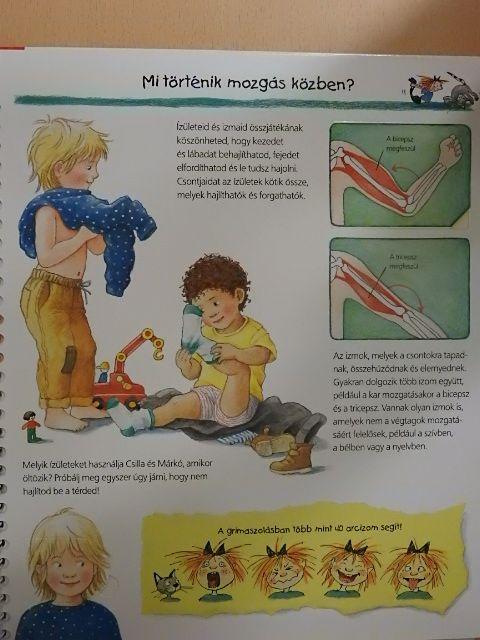 Mi történik mozgás közben?
Ízületeid és izmaid összjátékának
köszönheted, hogy kezedet
és lábadat behajlíthatod, fejedet
elfordíthatod és le tudsz hajolni.
Csontjaidat az ízületek kötik össze,
melyek hajlíthatók és forgathatók.
A bicepsz
megfeszül
A tricepsz
megfeszül
Az izmok, melyek a csontokra tapad-
nak, összehúzódnak és elernyednek.
Gyakran dolgozik több izom együtt,
például a kar mozgatásakor a bicepsz
és a tricepsz. Vannak olyan izmok is,
amelyek nem a végtagok mozgatá-
sáért felelősek, például a szívben,
a bélben vagy a nyelvben.
Melyik ízületeket használja Csilla és Márkó, amikor
öltözik? Próbálj meg egyszer úgy járni, hogy nem
hajlítod be a térded!
A grimaszolásban több mint 40 arcizom segít!